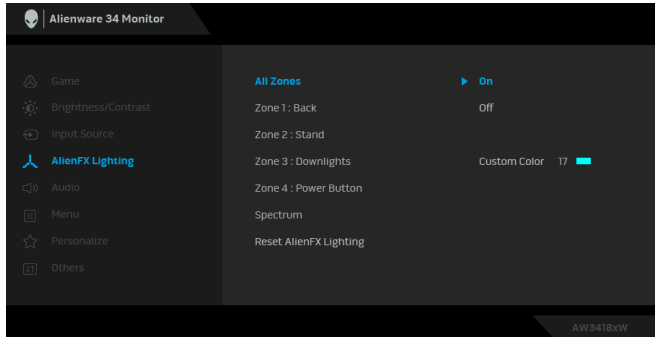 Alienware 34 Monitor
Game
All Zones
On
Brightness/Contrast
Zone 1 : Back
Off
Input Source
Zone 2 : Stand
AlienFX Lighting
Zone 3 : Downlights
Custom Color 17
Audio
Zone 4 : Power Button
Menu
Spectrum
Personalize
Reset AlienFX Lighting
Others
AW3418xW